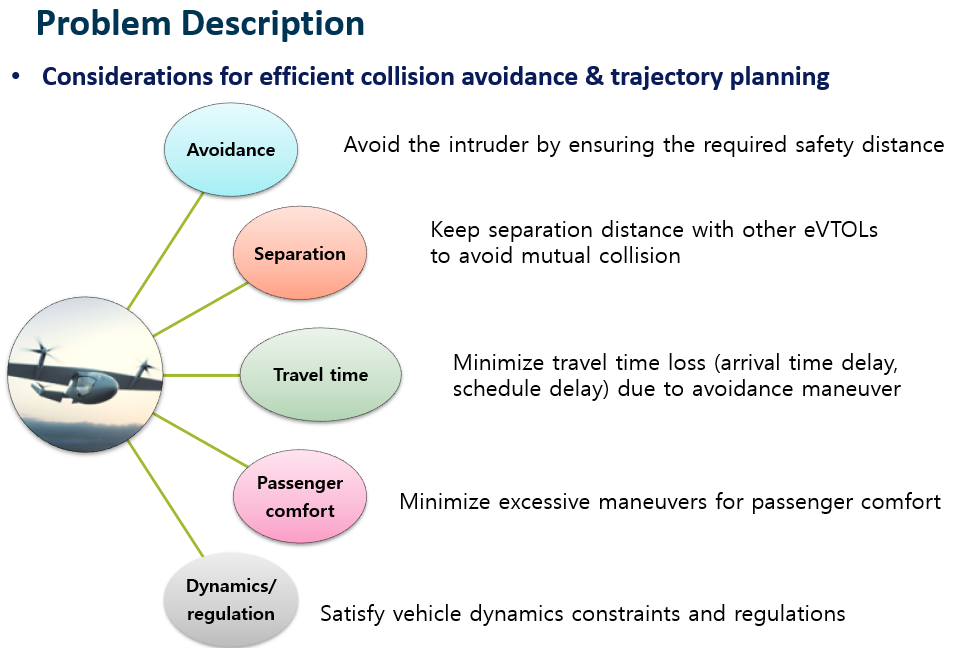 Problem Description
• Considerations for efficient collision avoidance & trajectory planning
Avoidance
Avoid the intruder by ensuring the required safety distance
Separation
Keep separation distance with other eVTOLs
to avoid mutual collision
Travel time
Minimize travel time loss (arrival time delay,
schedule delay) due to avoidance maneuver
Passenger
comfort
Minimize excessive maneuvers for passenger comfort
Dynamics/
regulation
Satisfy vehicle dynamics constraints and regulations